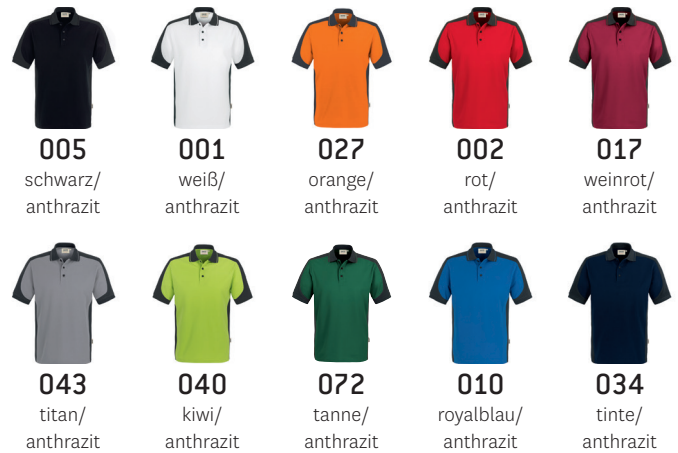 005 001 027 002 017
schwarz/ weiß/ orange/ rot/ weinrot/
anthrazit anthrazit anthrazit anthrazit anthrazit
043 040 072 010 034
titan/ kiwi/ tanne/ royalblau/ tinte/
anthrazit anthrazit anthrazit anthrazit anthrazit